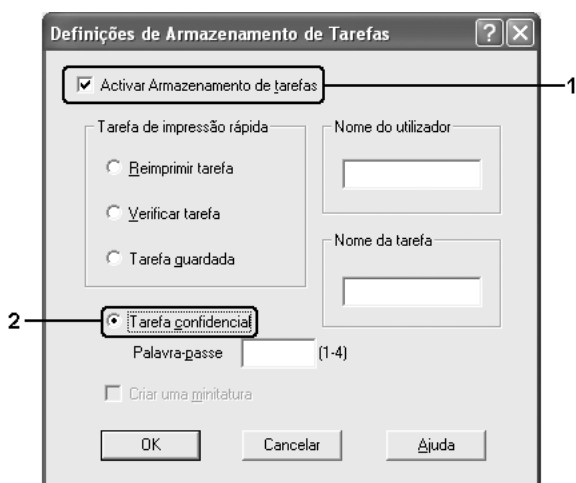 Definições de Armazenamento de Tarefas
Activar Armazenamento de tarefas
1
Tarefa de impressão rápida
Nome do utilizador
Reimprimir tarefa
Verificar tarefa
Nome da tarefa
Tarefa guardada
2
Tarefa confidencial
Palavra-passe
(1-4)
Criar uma minitatura
OK
Cancelar
Ajuda